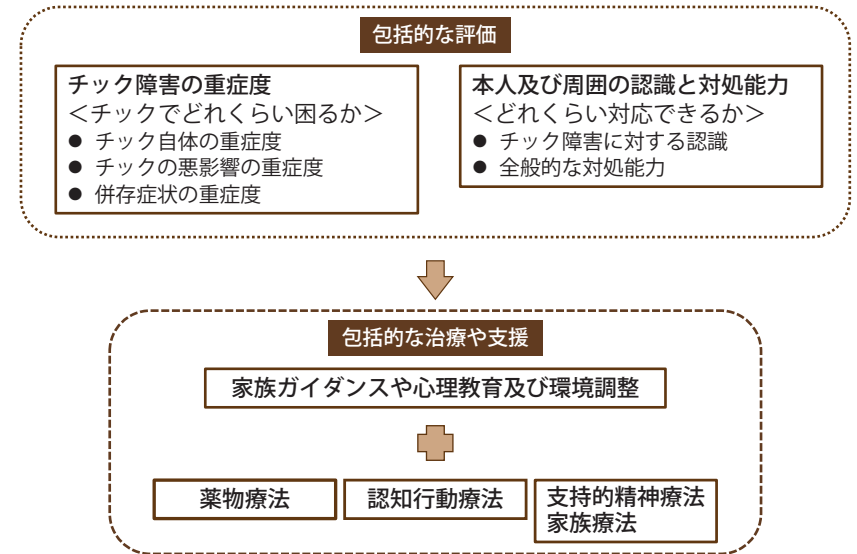 包括的な評価
チック障害の重症度
＜チックでどれくらい困るか＞
● チック自体の重症度
● チックの悪影響の重症度
● 併存症状の重症度
本人及び周囲の認識と対処能力
＜どれくらい対応できるか＞
● チック障害に対する認識
● 全般的な対処能力
包括的な治療や支援
家族ガイダンスや心理教育及び環境調整
薬物療法
認知行動療法
支持的精神療法
家族療法